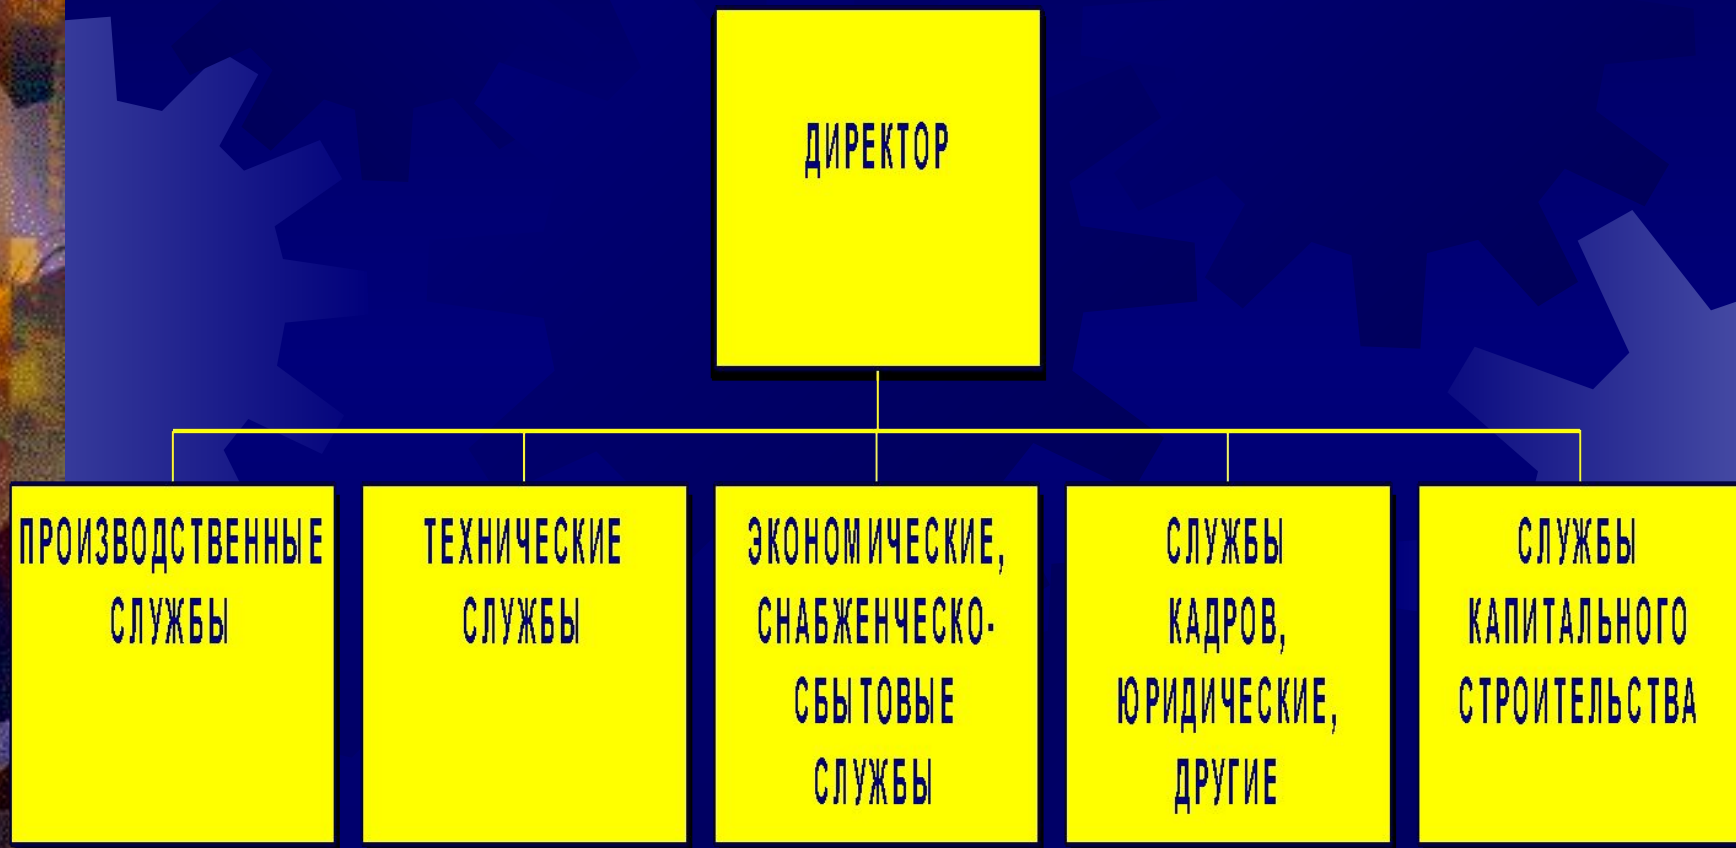 ДИРЕКТОР
ПРОИЗВОДСТВЕННЫЕ
СЛУЖБЫ
ТЕХНИЧЕСКИЕ
СЛУЖБЫ
ЭКОНОМИЧЕСКИЕ,
СНАБЖЕНЧЕСКО-
СБЫТОВЫЕ
СЛУЖБЫ
СЛУЖБЫ
КАДРОВ,
ЮРИДИЧЕСКИЕ,
ДРУГИЕ
СЛУЖБЫ
КАПИТАЛЬНОГО
СТРОИТЕЛЬСТВА